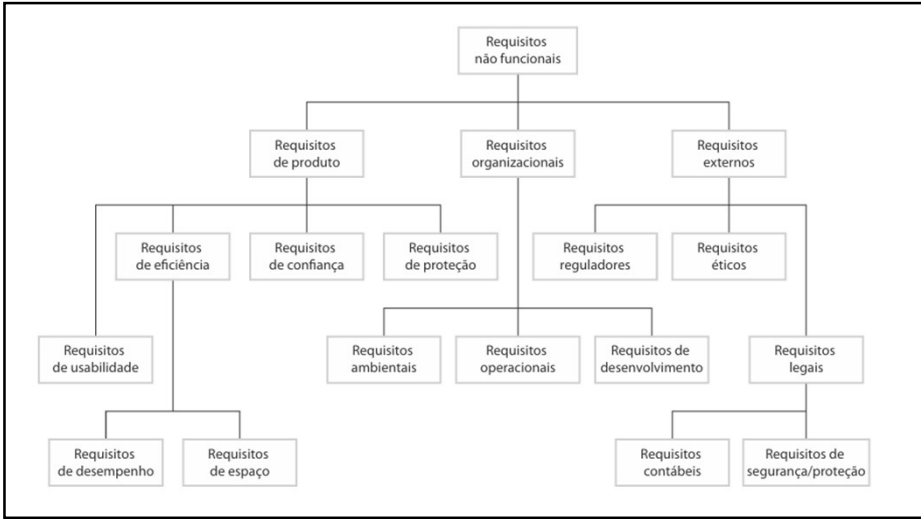 Requisitos
não funcionais
Requisitos
de produto
Requisitos
organizacionais
Requisitos
externos
Requisitos
de eficiência
Requisitos
de confiança
Requisitos
de proteção
Requisitos
reguladores
Requisitos
éticos
Requisitos
de usabilidade
Requisitos
ambientais
Requisitos
operacionais
Requisitos de
desenvolvimento
Requisitos
legais
Requisitos
de desempenho
Requisitos
de espaço
Requisitos
contábeis
Requisitos de
segurança/proteção